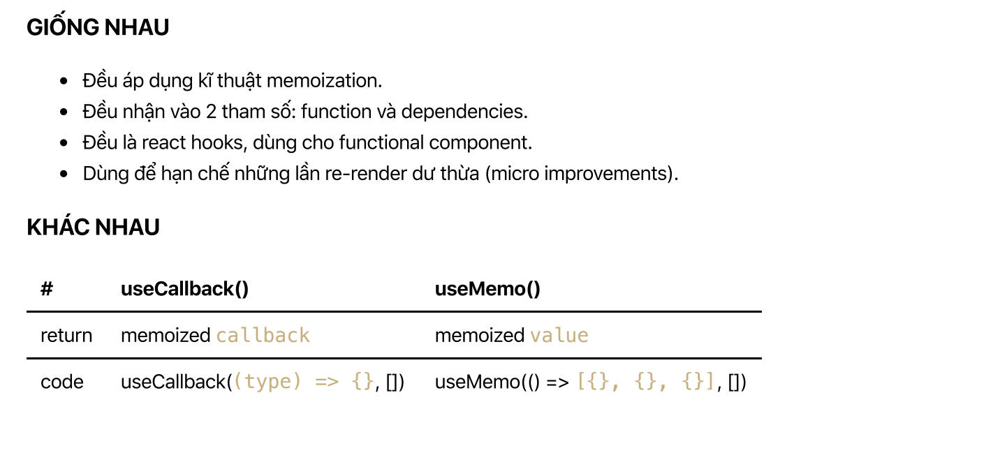 GIỐNG NHAU
• Đều áp dụng kĩ thuật memoization.
• Đều nhận vào 2 tham số: function và dependencies.
• Đều là react hooks, dùng cho functional component.
• Dùng để hạn chế những lần re-render dư thừa (micro improvements).
KHÁC NHAU
# useCallback() useMemo()
return memoized callback memoized value
code useCallback((type) => {}, []) useMemo(() => [{}, {}, {}], [])